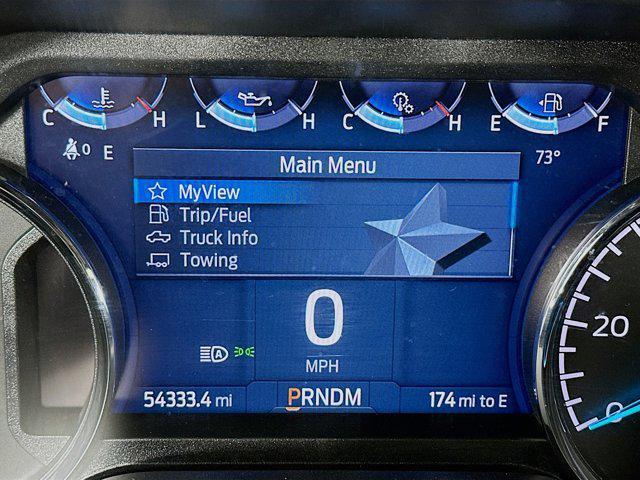 C H L H C H E F
0 E 73°
Main Menu
MyView
Trip/Fuel
Truck Info
Towing
0
MPH
A
54333.4 mi PRNDM 174 mi to E
20
0